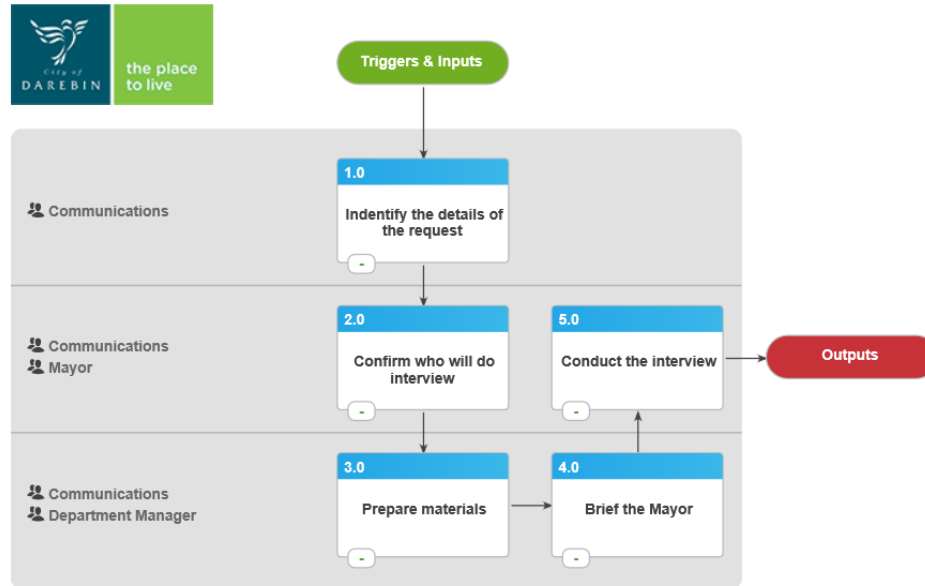 City of
DAREBIN
the place
to live
Triggers & Inputs
Communications
1.0
Indentify the details of
the request
-
Communications
Mayor
2.0
Confirm who will do
interview
-
5.0
Conduct the interview
-
Outputs
Communications
Department Manager
3.0
Prepare materials
-
4.0
Brief the Mayor
-